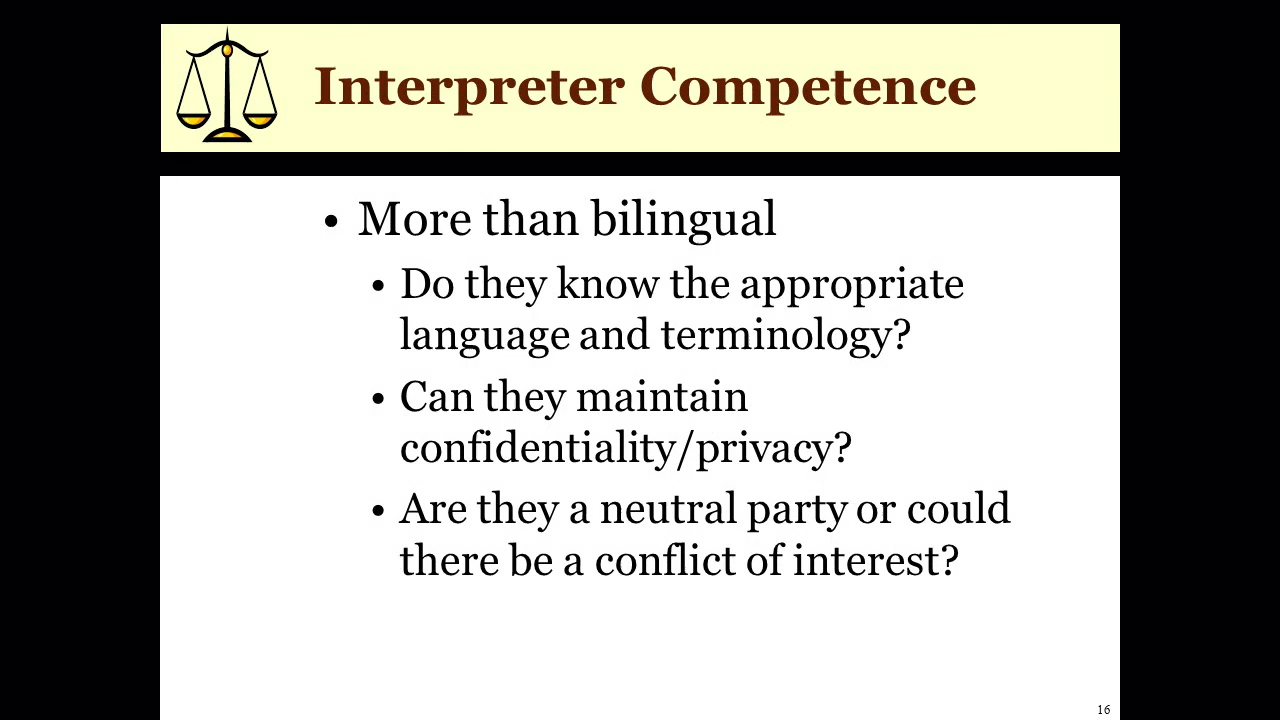 Interpreter Competence
• More than bilingual
• Do they know the appropriate
language and terminology?
• Can they maintain
confidentiality/privacy?
• Are they a neutral party or could
there be a conflict of interest?
16